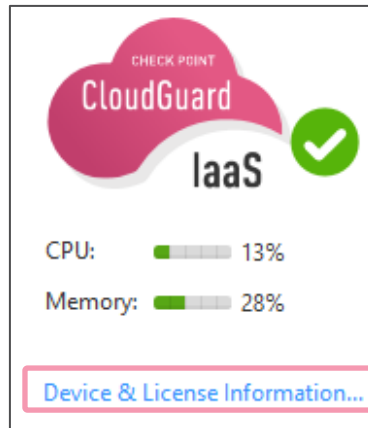 CHECK POINT
CloudGuard
IaaS
CPU: 13%
Memory: 28%
Device & License Information...